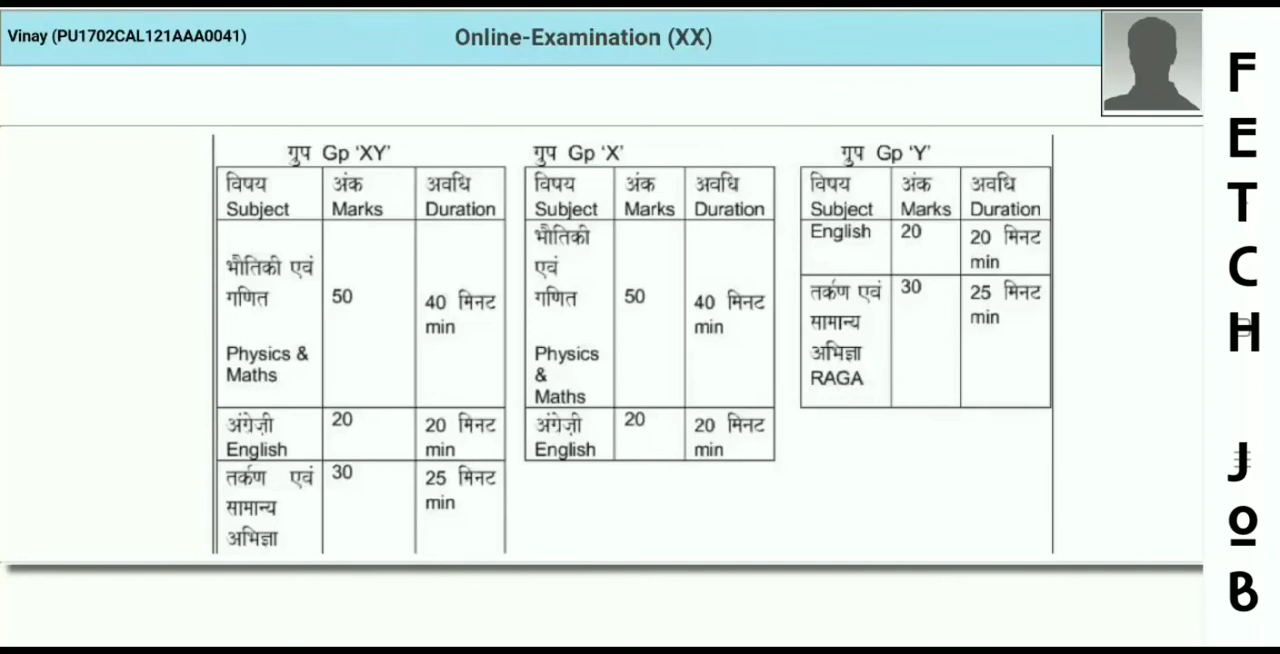 Vinay (PU1702CAL121AAA0041)
Online-Examination (XX)
ग्रुप Gp ‘XY’
विषय
Subject
अंक
Marks
अवधि
Duration
भौतिकी एवं
गणित
Physics &
Maths
50
40 मिनट
min
अंग्रेज़ी
English
20
20 मिनट
min
तर्कण एवं
सामान्य
अभिज्ञा
30
25 मिनट
min
ग्रुप Gp ‘X’
विषय
Subject
अंक
Marks
अवधि
Duration
भौतिकी
एवं
गणित
Physics
&
Maths
50
40 मिनट
min
अंग्रेज़ी
English
20
20 मिनट
min
ग्रुप Gp ‘Y’
विषय
Subject
अंक
Marks
अवधि
Duration
English
20
20 मिनट
min
तर्कण एवं
सामान्य
अभिज्ञा
RAGA
30
25 मिनट
min
FETCH
JOB